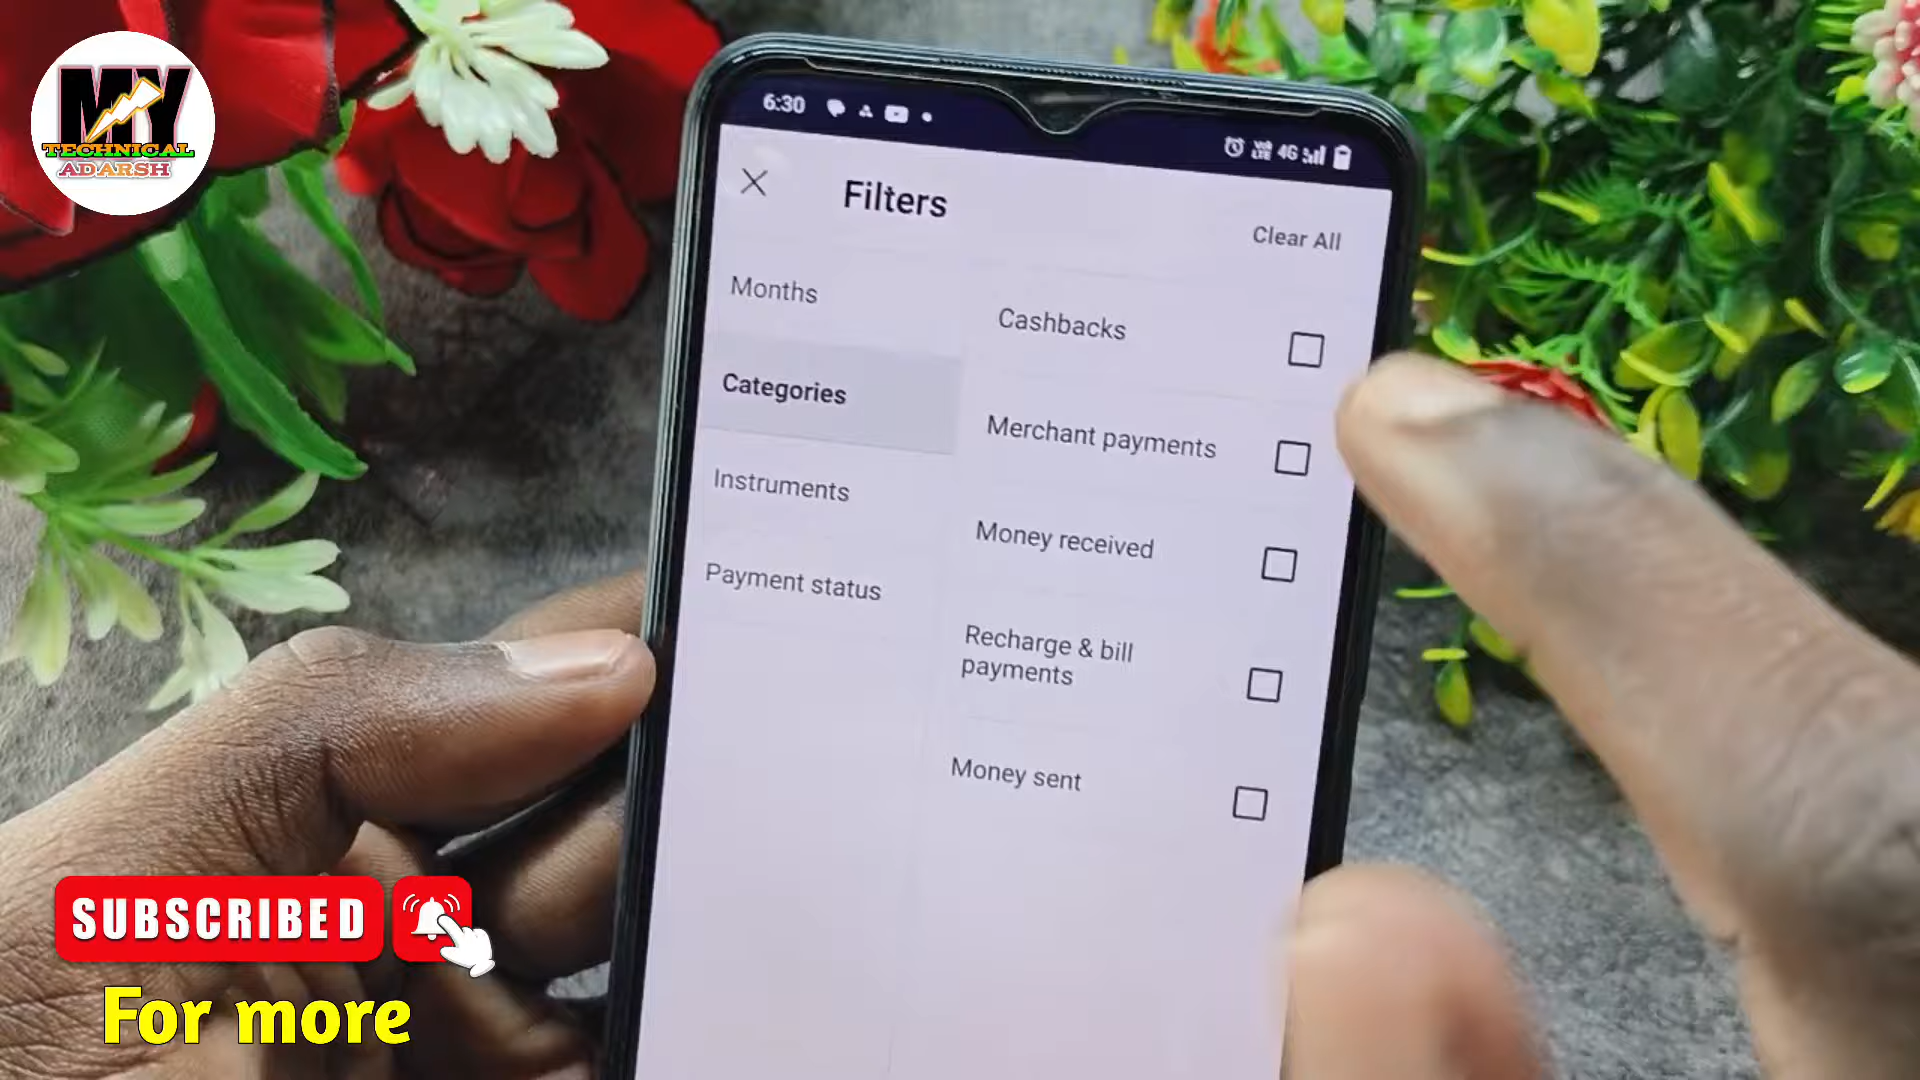 MY
TECHNICAL
ADARSH
6:30
4G
Filters
Clear All
Months
Categories
Instruments
Payment status
Cashbacks
Merchant payments
Money received
Recharge & bill
payments
Money sent
SUBSCRIBED
For more